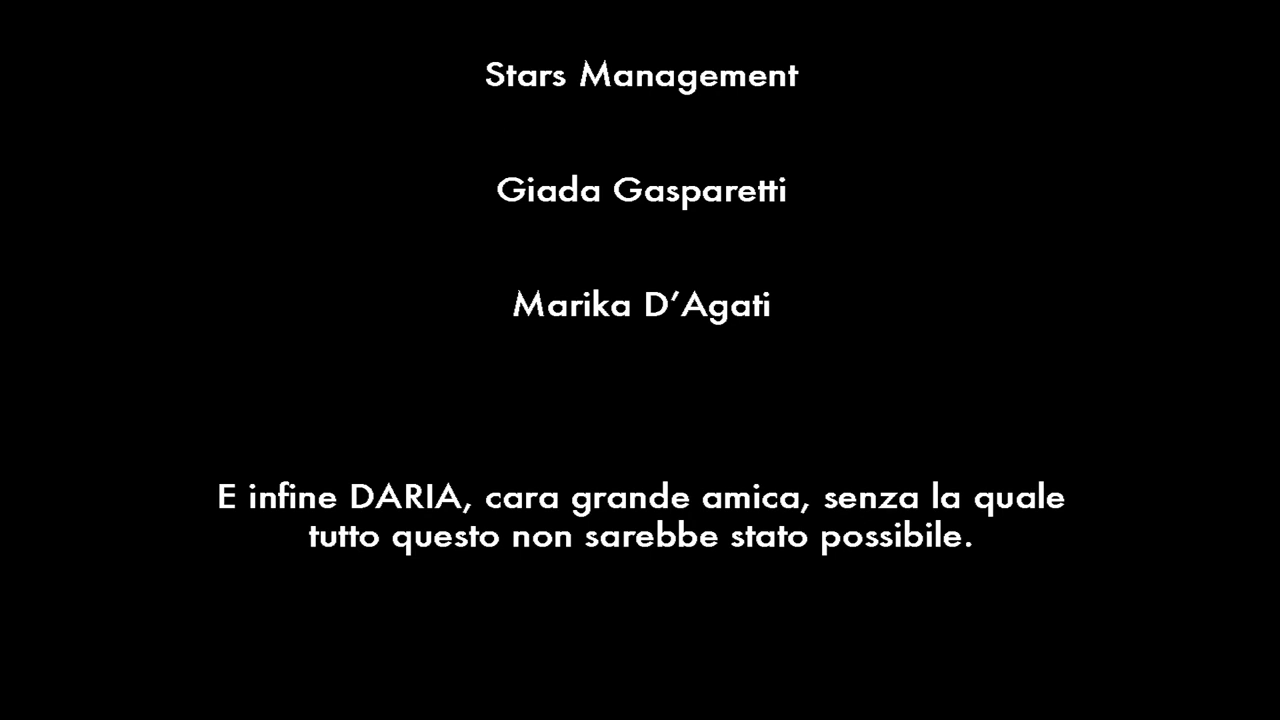 Stars Management
Giada Gasparetti
Marika D’Agati
E infine DARIA, cara grande amica, senza la quale
tutto questo non sarebbe stato possibile.